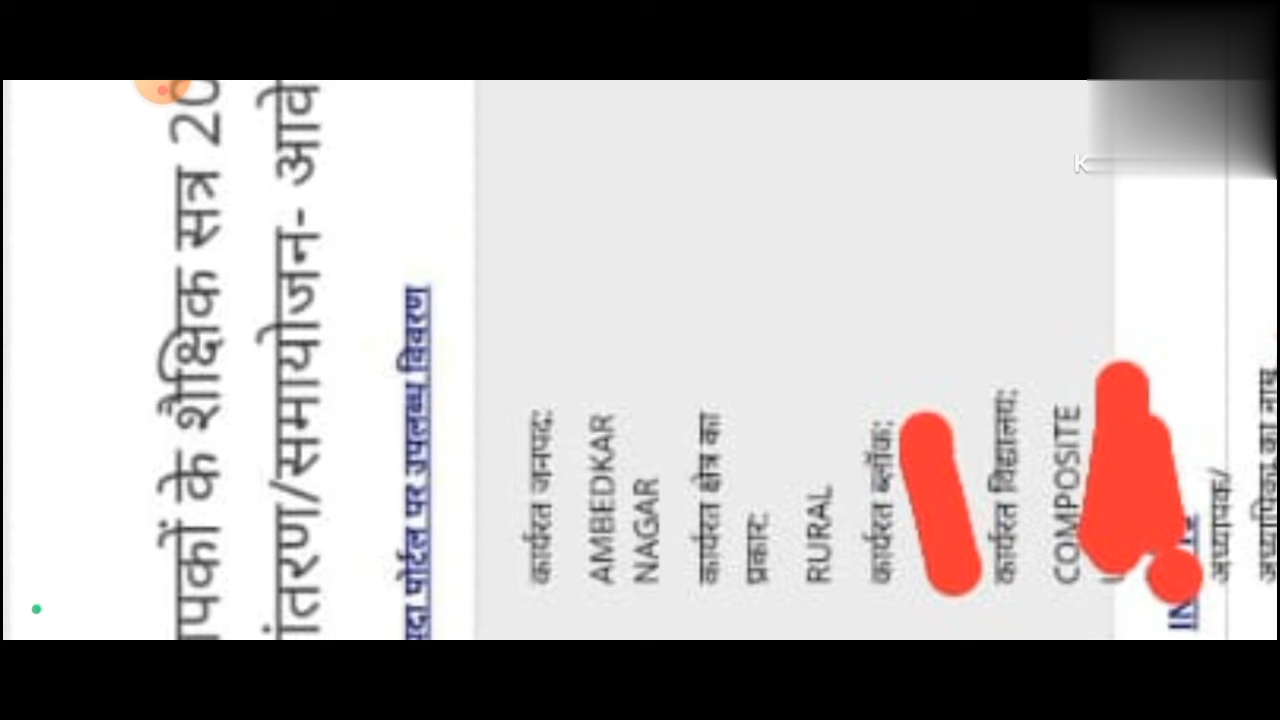 पकों के शैक्षिक सत्र 20
ांतरण/समायोजन- आवे
पदा पोर्टल पर उपलब्ध विवरण
कार्यरत जनपद:
AMBEDKAR
NAGAR
कार्यरत क्षेत्र का
प्रकार:
RURAL
कार्यरत ब्लॉक:
कार्यरत विद्यालय:
COMPOSITE
अध्यापक/
अध्यापिका का नाम
K